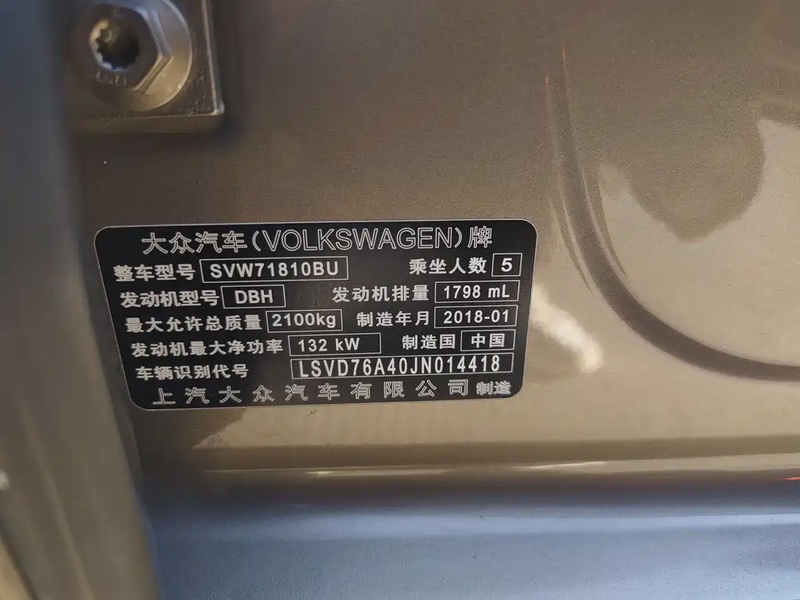 大众汽车(VOLKSWAGEN)牌
整车型号 SVW71810BU 乘坐人数 5
发动机型号 DBH 发动机排量 1798 mL
最大允许总质量 2100kg 制造年月 2018-01
发动机最大净功率 132 kW 制造国 中国
车辆识别代号 LSVD76A40JN014418
上汽大众汽车有限公司 制造